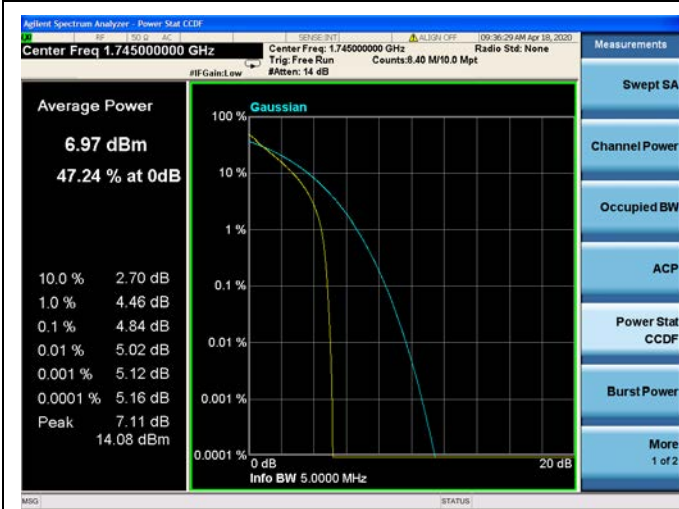 Agilent Spectrum Analyzer - Power Stat CCDF
RF 50 Ω AC SENSE:INT ALIGN OFF 09:36:29 AM Apr 18, 2020
Center Freq 1.745000000 GHz
Center Freq: 1.745000000 GHz Radio Std: None
Trig: Free Run Counts:8.40 M/10.0 Mpt
#IFGain:Low #Atten: 14 dB
Measurements
Swept SA
Channel Power
Occupied BW
ACP
Power Stat
CCDF
Burst Power
More
1 of 2
Average Power
6.97 dBm
47.24 % at 0dB
10.0 % 2.70 dB
1.0 % 4.46 dB
0.1 % 4.84 dB
0.01 % 5.02 dB
0.001 % 5.12 dB
0.0001 % 5.16 dB
Peak 7.11 dB
14.08 dBm
Gaussian
100 %
10 %
1 %
0.1 %
0.01 %
0.001 %
0.0001 %
0 dB 20 dB
Info BW 5.0000 MHz
MSG STATUS